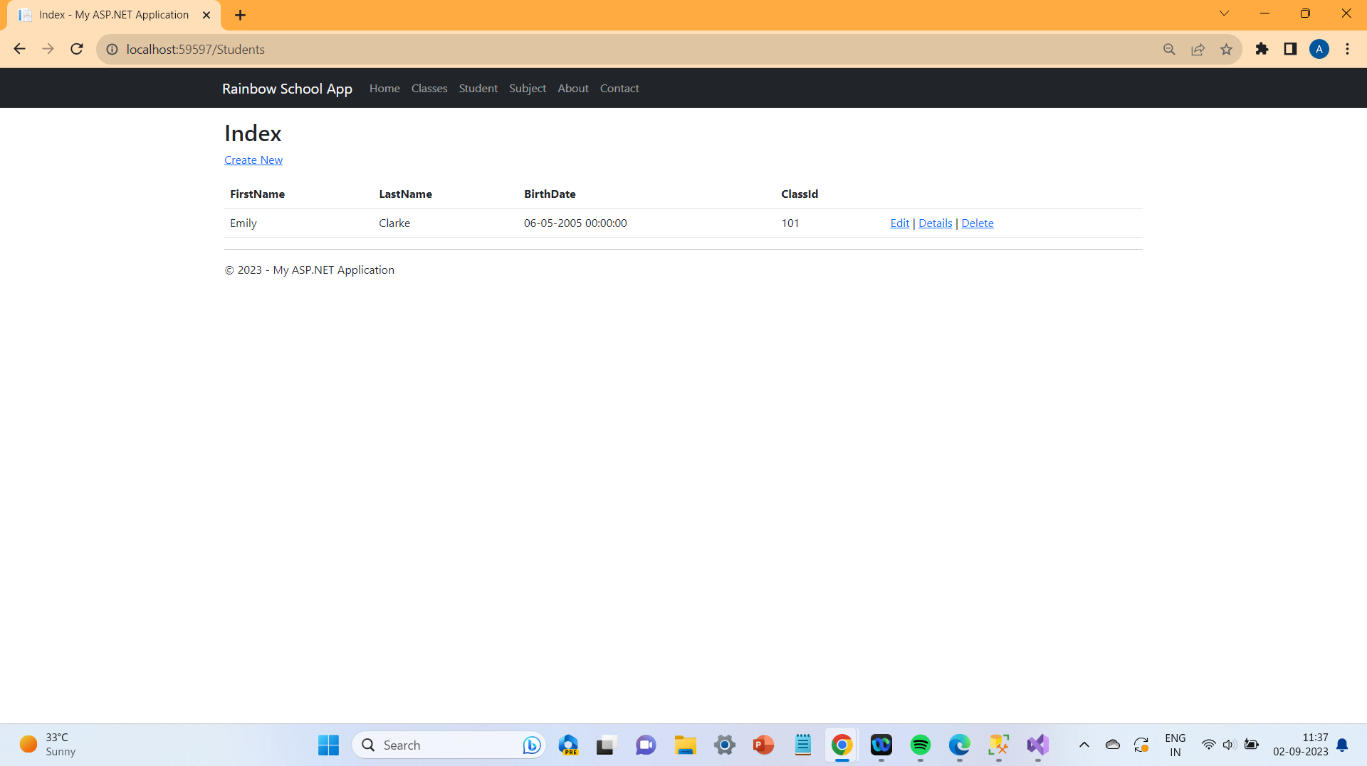 Index - My ASP.NET Application
localhost:59597/Students
A
Rainbow School App Home Classes Student Subject About Contact
Index
Create New
FirstName LastName BirthDate ClassId
Emily Clarke 06-05-2005 00:00:00 101 Edit | Details | Delete
© 2023 - My ASP.NET Application
33°C
Sunny
Search
PRE
ENG
IN
11:37
02-09-2023